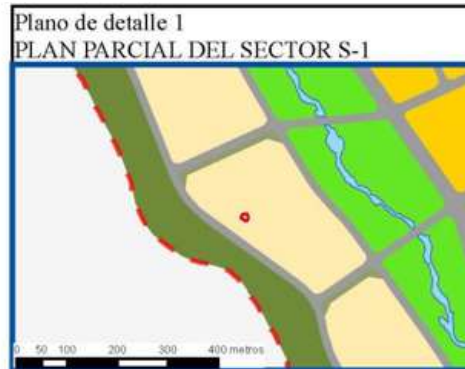 Plano de detalle 1
PLAN PARCIAL DEL SECTOR S-1
0 50 100 200 300 400 metros